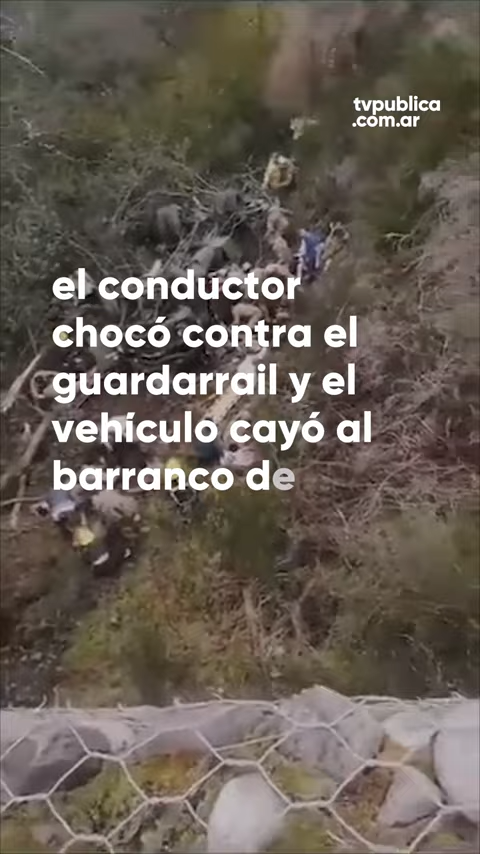 tvpublica
.com.ar
el conductor
chocó contra el
guardarrail y el
vehículo cayó al
barranco de